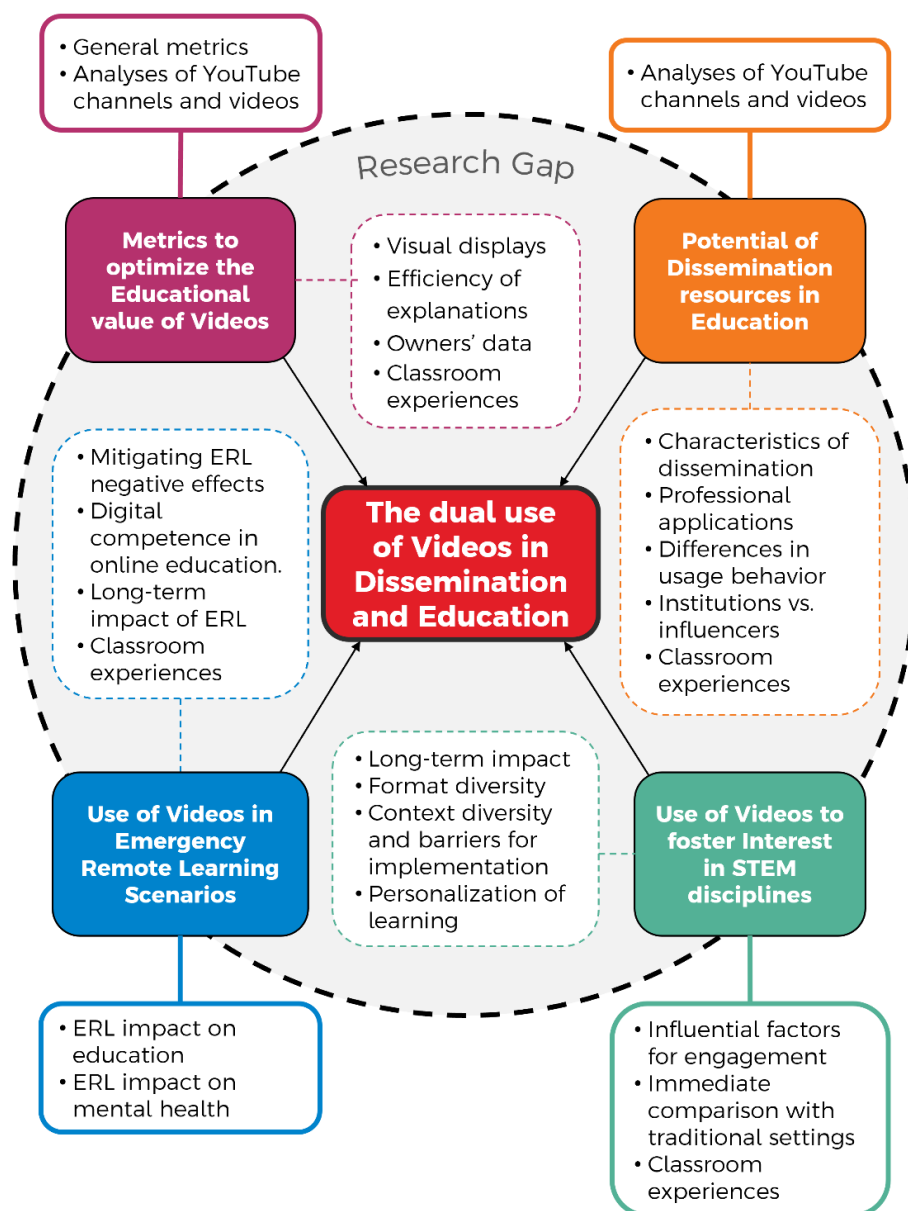 • General metrics
• Analyses of YouTube
channels and videos
• Analyses of YouTube
channels and videos
Research Gap
Metrics to
optimize the
Educational
value of Videos
• Visual displays
• Efficiency of
explanations
• Owners' data
• Classroom
experiences
Potential of
Dissemination
resources in
Education
• Mitigating ERL
negative effects
• Digital
competence in
online education.
• Long-term
impact of ERL
• Classroom
experiences
The dual use
of Videos in
Dissemination
and Education
• Characteristics of
dissemination
• Professional
applications
• Differences in
usage behavior
• Institutions vs.
influencers
• Classroom
experiences
Use of Videos in
Emergency
Remote Learning
Scenarios
• Long-term impact
• Format diversity
• Context diversity
and barriers for
implementation
• Personalization of
learning
Use of Videos to
foster Interest
in STEM
disciplines
• ERL impact on
education
• ERL impact on
mental health
• Influential factors
for engagement
• Immediate
comparison with
traditional settings
• Classroom
experiences